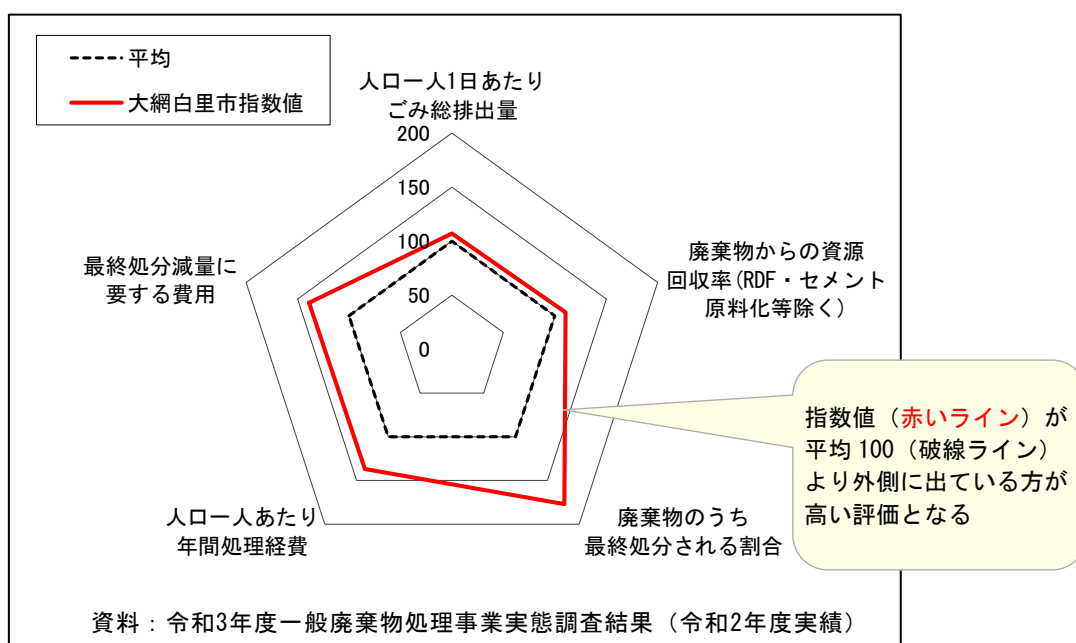 平均
大網白里市指数値
人口一人1日あたり
ごみ総排出量
200
150
100
50
0
廃棄物からの資源
回収率(RDF・セメント
原料化等除く)
最終処分減量に
要する費用
指数値（赤いライン）が
平均 100（破線ライン）
より外側に出ている方が
高い評価となる
人口一人あたり
年間処理経費
廃棄物のうち
最終処分される割合
資料：令和3年度一般廃棄物処理事業実態調査結果（令和2年度実績）